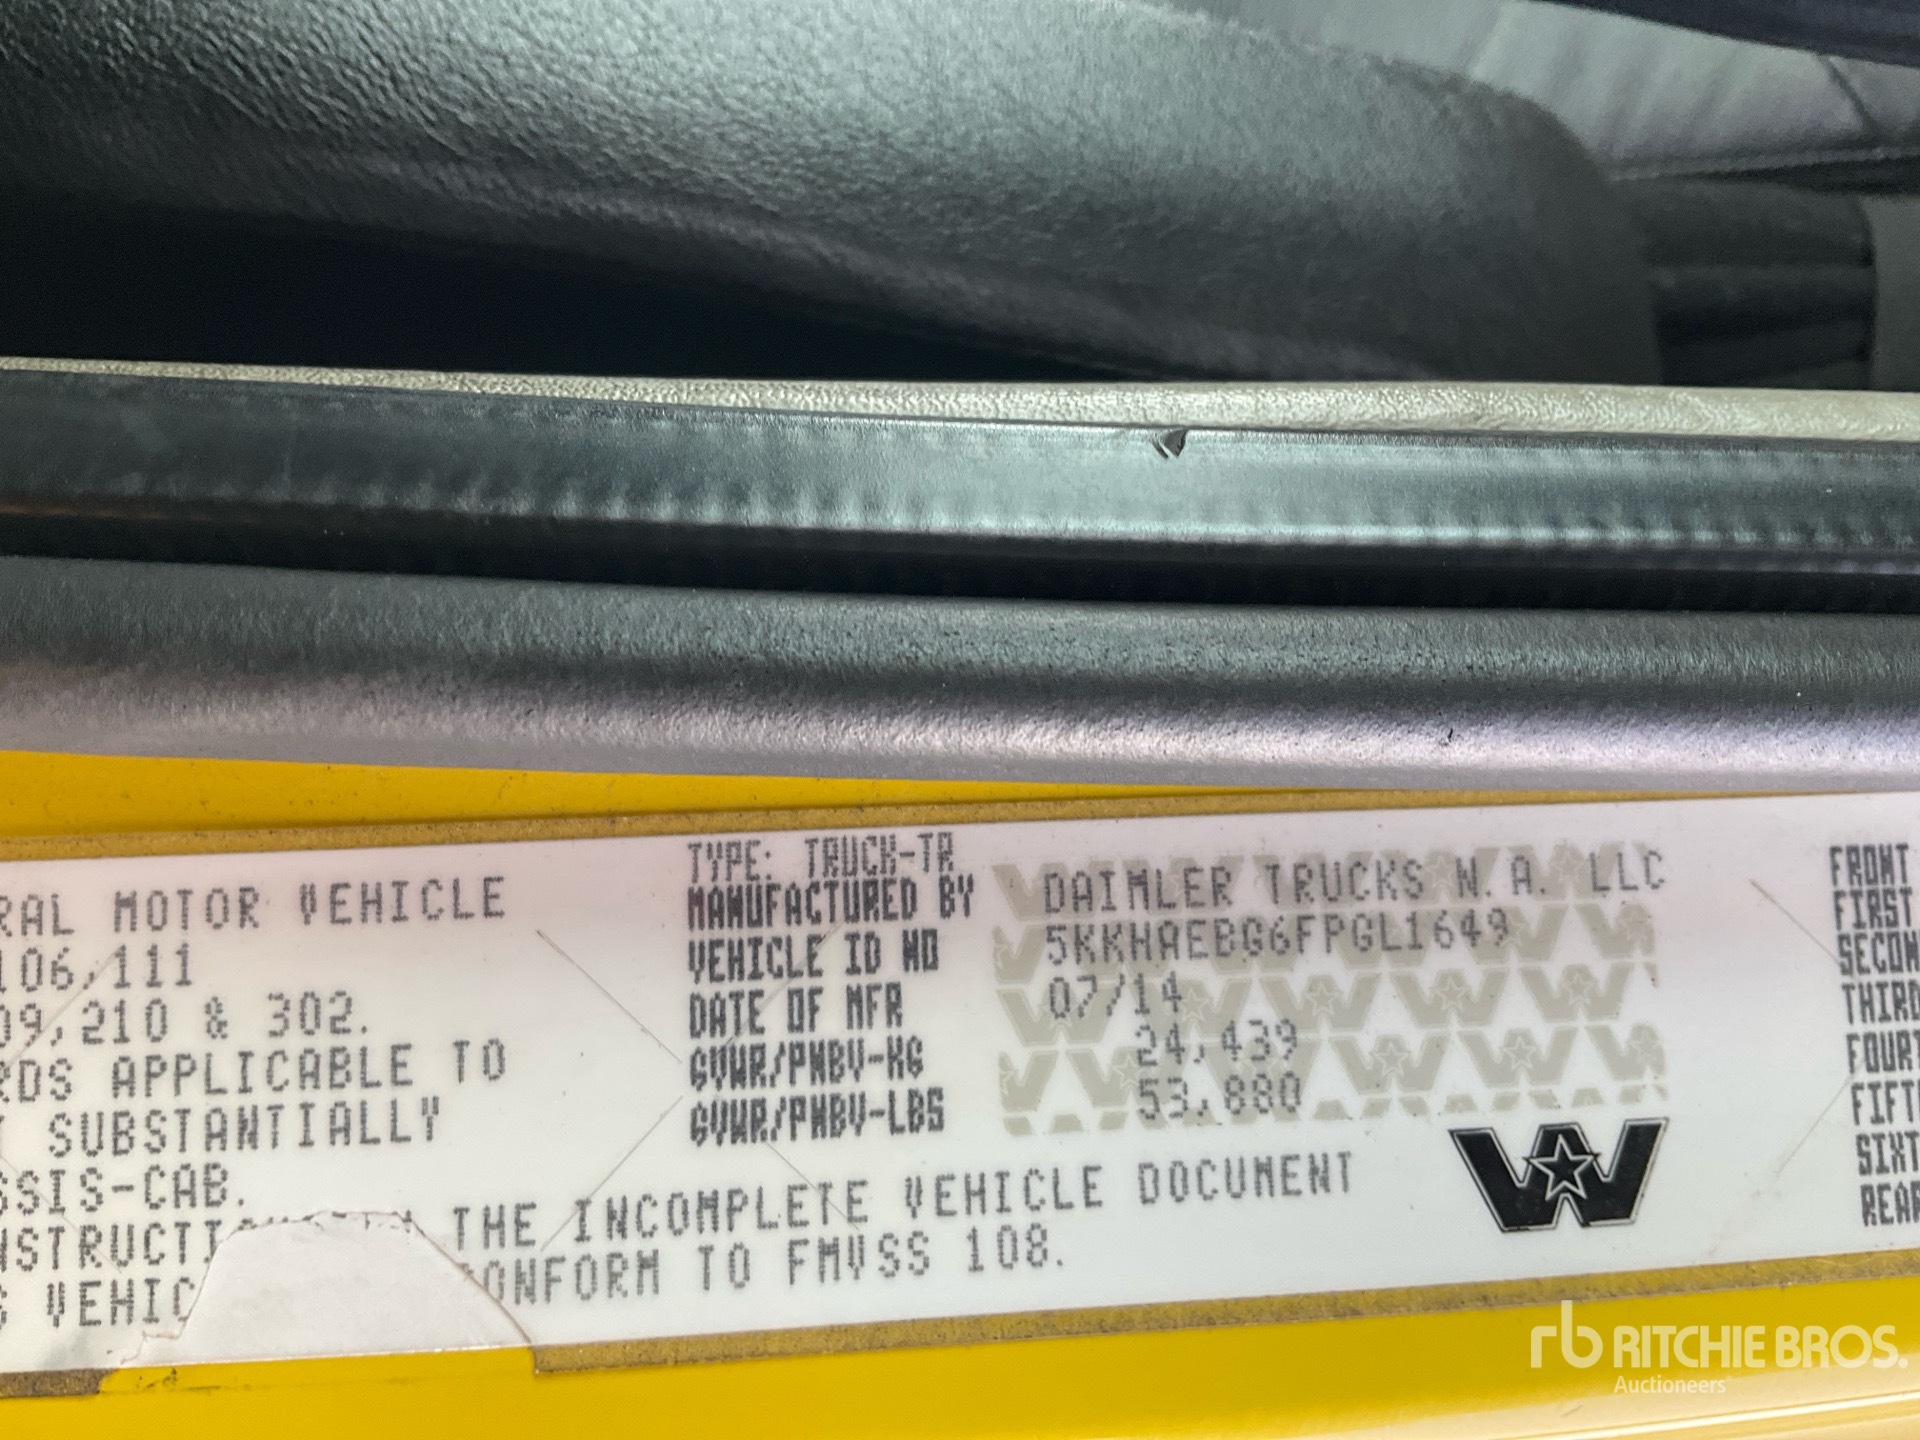 RAL MOTOR VEHICLE
106,111
09,210 & 302.
RDS APPLICABLE TO
T SUBSTANTIALLY
SSIS-CAB.
NSTRUCTI THE INCOMPLETE VEHICLE DOCUMENT
S VEHIC CONFORM TO FMVSS 108.
TYPE: TRUCK-TR
MANUFACTURED BY DAIMLER TRUCKS N.A. LLC
VEHICLE ID NO 5KKHAEBG6FPGL1649
DATE OF MFR 07/14
GVWR/PNBV-KG 24,439
GVWR/PNBV-LBS 53,880
W
FRONT
FIRST
SECON
THIRD
FOURT
FIFT
SIXT
REAR
rb RITCHIE BROS.
Auctioneers